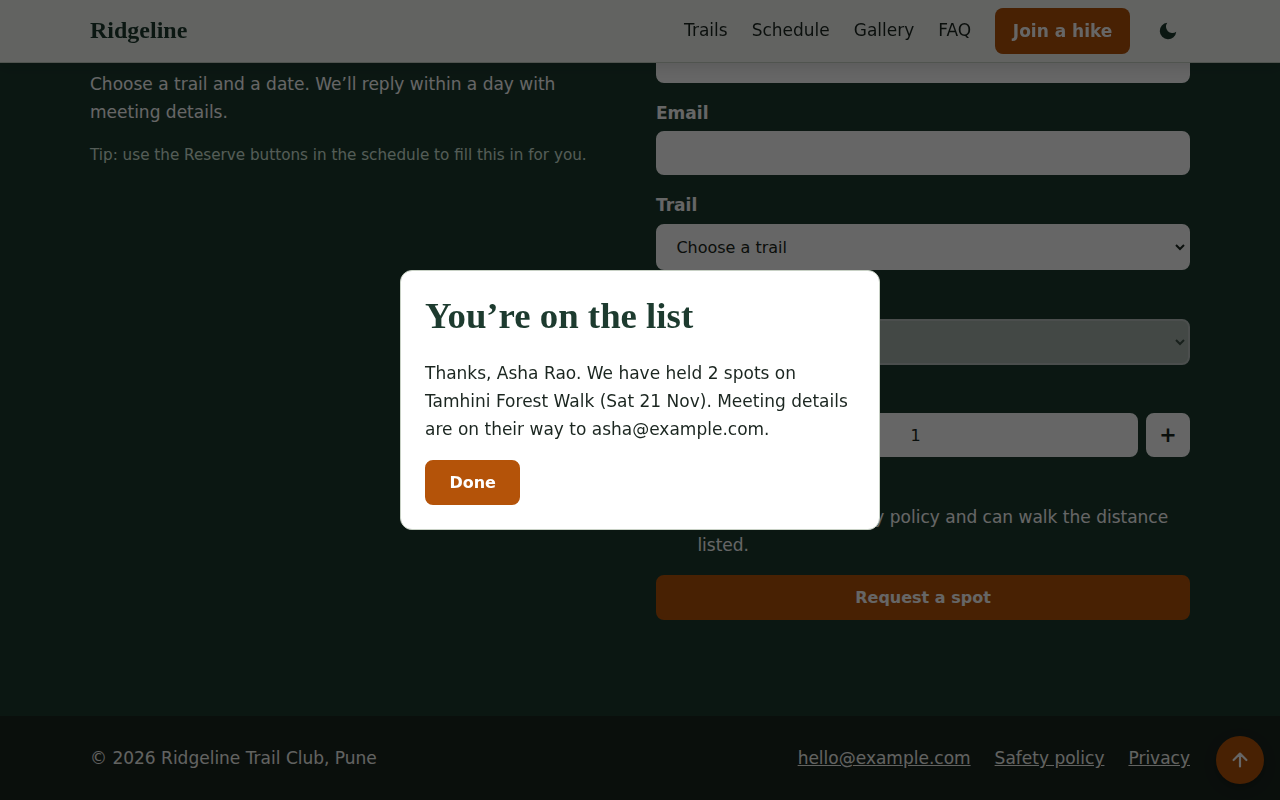 Ridgeline
Trails
Schedule
Gallery
FAQ
Join a hike
Choose a trail and a date. We’ll reply within a day with
meeting details.
Tip: use the Reserve buttons in the schedule to fill this in for you.
Email
Trail
Choose a trail
You’re on the list
Thanks, Asha Rao. We have held 2 spots on
Tamhini Forest Walk (Sat 21 Nov). Meeting details
are on their way to asha@example.com.
Done
1
+
policy and can walk the distance
listed.
Request a spot
© 2026 Ridgeline Trail Club, Pune
hello@example.com
Safety policy
Privacy